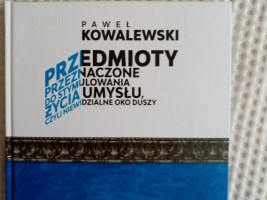 PAWEŁ
KOWALEWSKI
PRZEDMIOTY
PRZEZNACZONE
DO STYMULOWANIA
ŻYCIA UMYSŁU,
CZYLI NIEWIDZIALNE OKO DUSZY